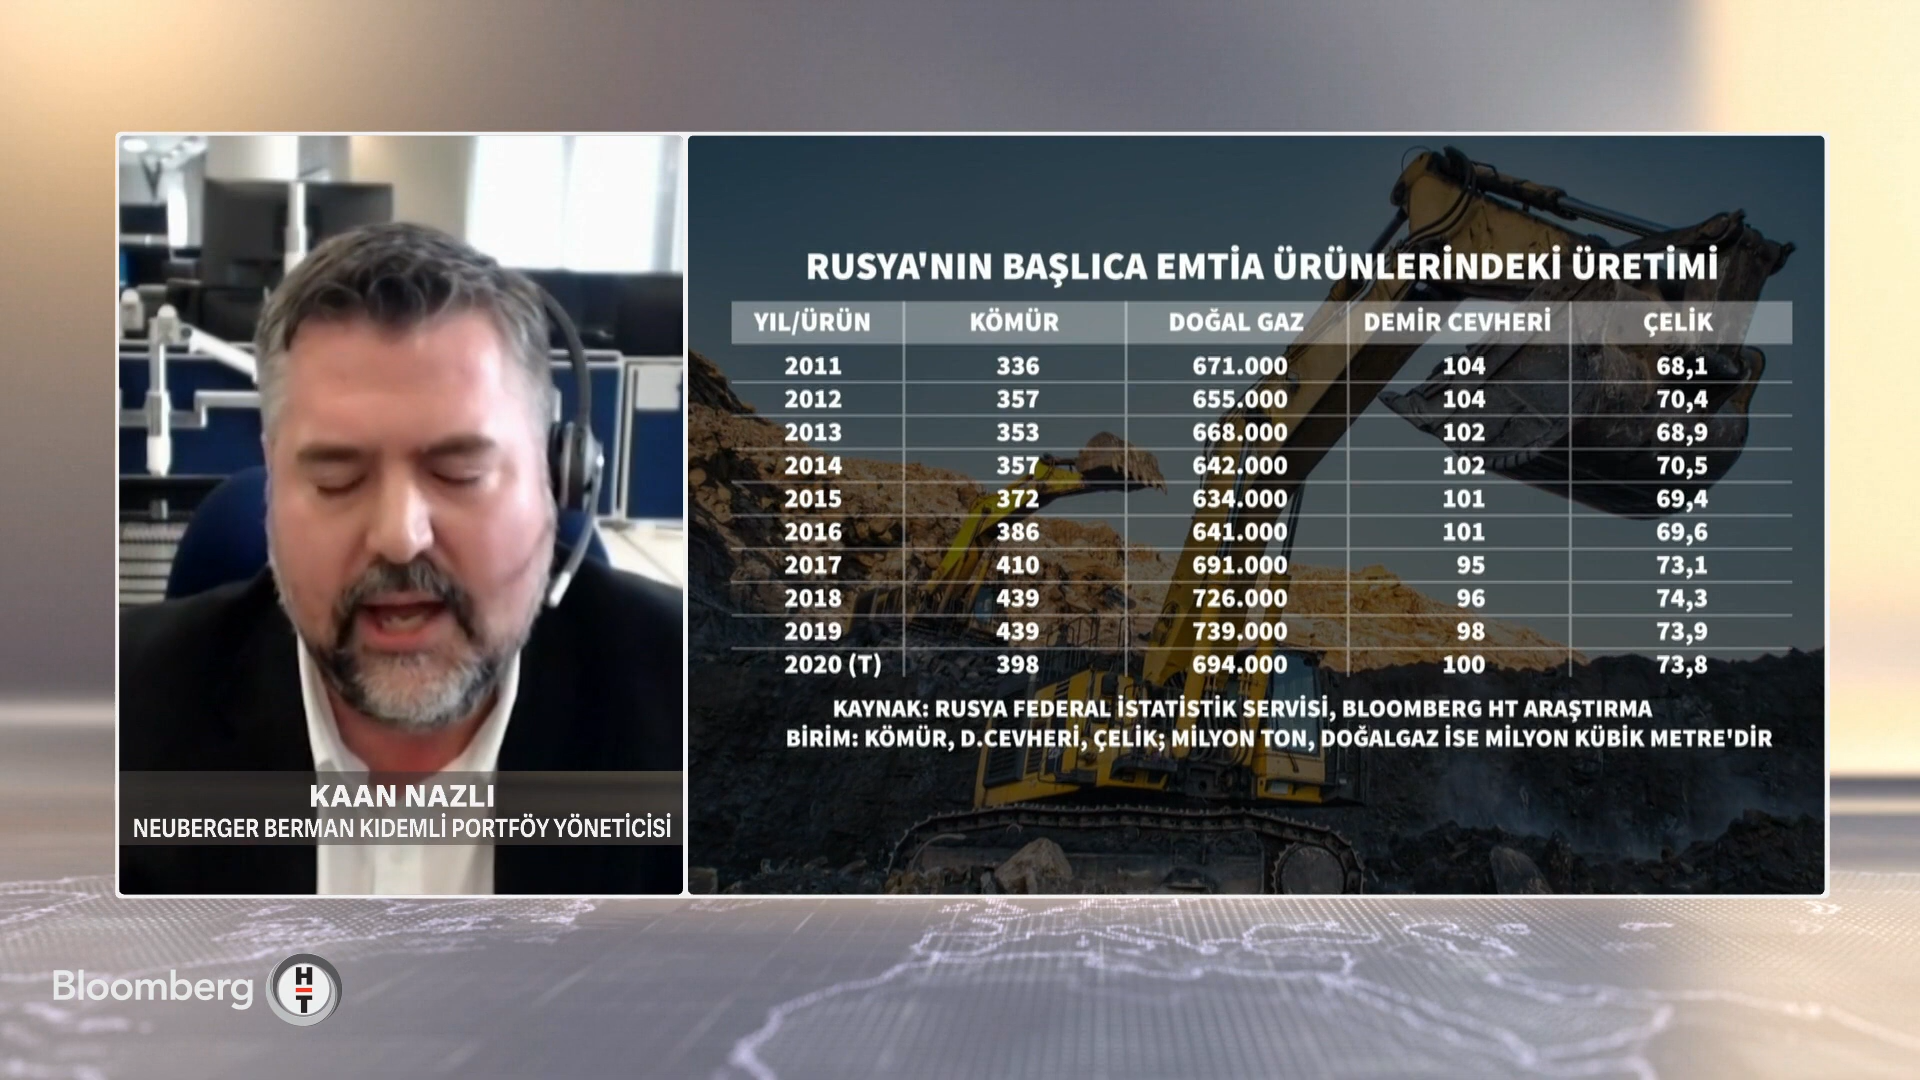 RUSYA'NIN BAŞLICA EMTİA ÜRÜNLERİNDEKİ ÜRETİMİ
YIL/ÜRÜN KÖMÜR DOĞAL GAZ DEMİR CEVHERİ ÇELİK
2011 336 671.000 104 68,1
2012 357 655.000 104 70,4
2013 353 668.000 102 68,9
2014 357 642.000 102 70,5
2015 372 634.000 101 69,4
2016 386 641.000 101 69,6
2017 410 691.000 95 73,1
2018 439 726.000 96 74,3
2019 439 739.000 98 73,9
2020 (T) 398 694.000 100 73,8
KAYNAK: RUSYA FEDERAL İSTATİSTİK SERVİSİ, BLOOMBERG HT ARAŞTIRMA
BİRİM: KÖMÜR, D.CEVHERİ, ÇELİK; MİLYON TON, DOĞALGAZ İSE MİLYON KÜBİK METRE'DİR
KAAN NAZLI
NEUBERGER BERMAN KIDEMLİ PORTFÖY YÖNETİCİSİ
Bloomberg HT